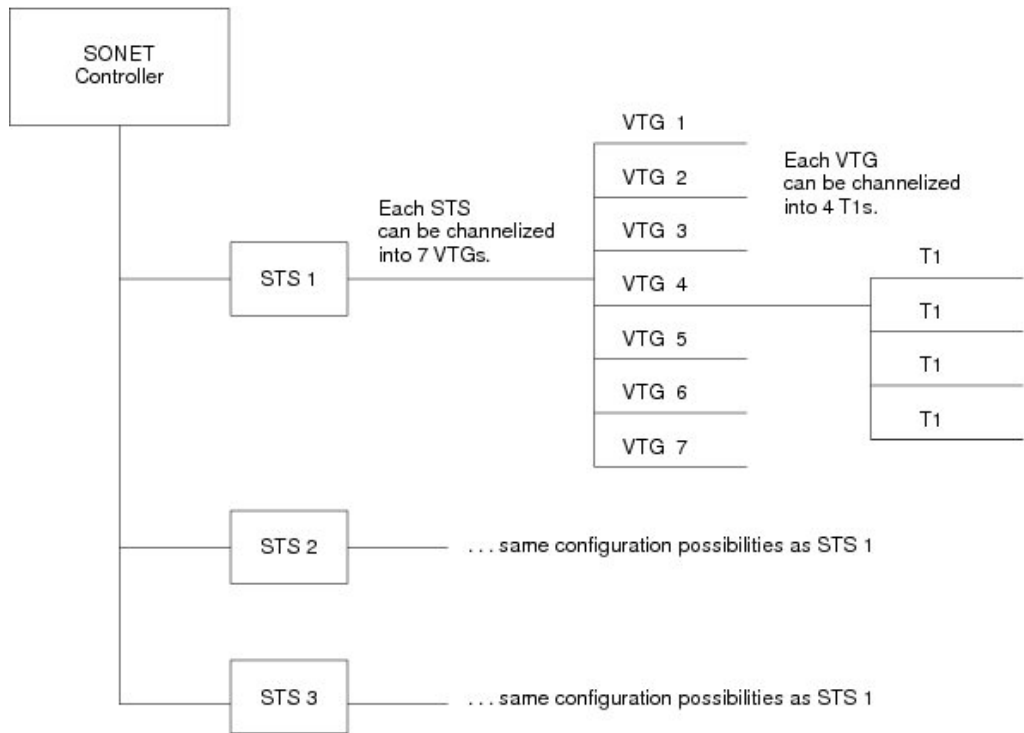 SONET
Controller
VTG 1
Each VTG
can be channelized
into 4 T1s.
VTG 2
Each STS
can be channelized
into 7 VTGs.
VTG 3
STS 1
VTG 4
T1
T1
VTG 5
T1
VTG 6
T1
VTG 7
STS 2
. . . same configuration possibilities as STS 1
STS 3
. . . same configuration possibilities as STS 1